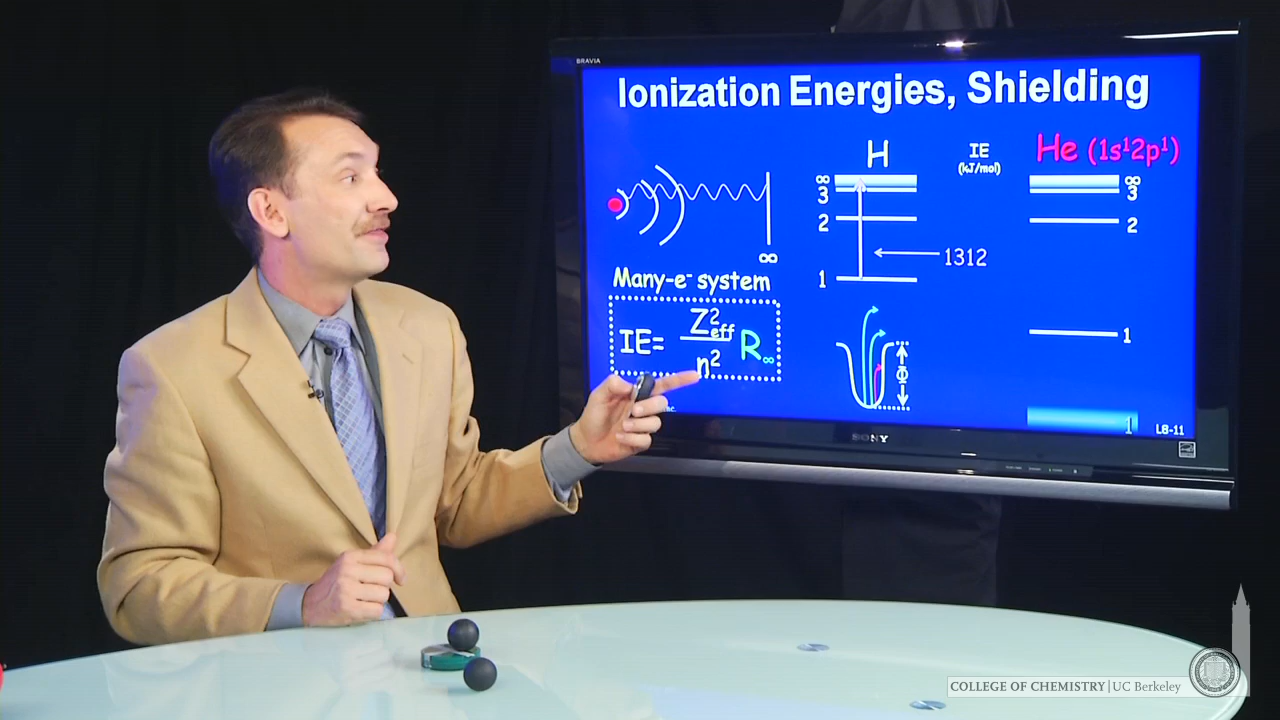 BRAVIA
Ionization Energies, Shielding
H
IE
(kJ/mol)
He (1s¹2p¹)
∞
3
2
1
1312
∞
3
2
1
1
∞
Many-e⁻ system
IE= Z²eff / n² R∞
Φ
inc.
L8-11
SONY
COLLEGE OF CHEMISTRY | UC Berkeley